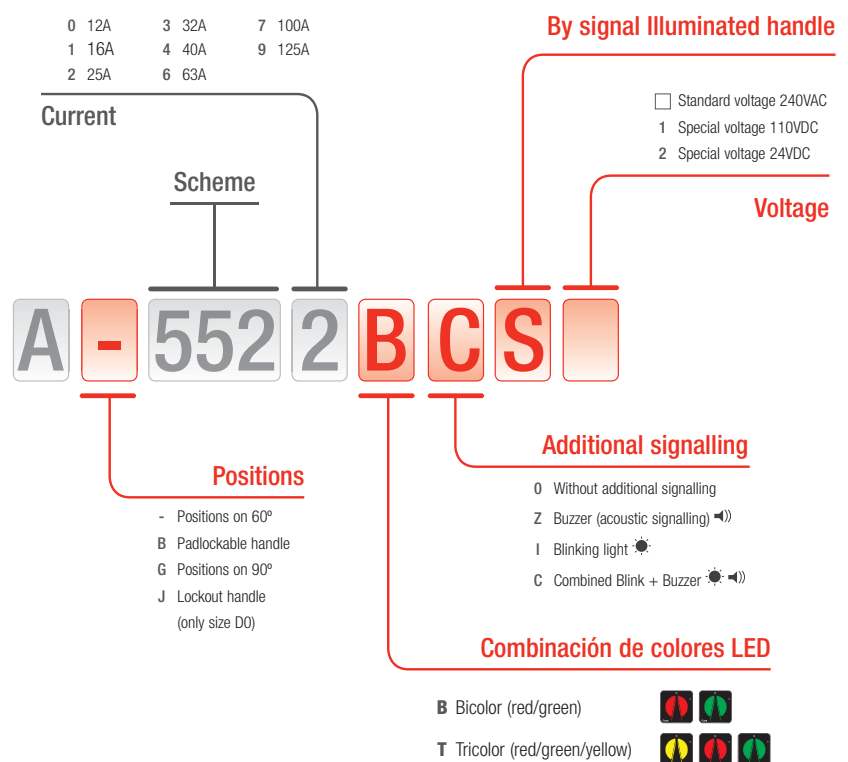 0 12A 3 32A 7 100A
1 16A 4 40A 9 125A
2 25A 6 63A
Current
By signal Illuminated handle
Standard voltage 240VAC
1 Special voltage 110VDC
2 Special voltage 24VDC
Voltage
Scheme
A - 552 2 B C S
Positions
- Positions on 60º
B Padlockable handle
G Positions on 90º
J Lockout handle
(only size D0)
Additional signalling
0 Without additional signalling
Z Buzzer (acoustic signalling)
I Blinking light
C Combined Blink + Buzzer
Combinación de colores LED
B Bicolor (red/green)
T Tricolor (red/green/yellow)